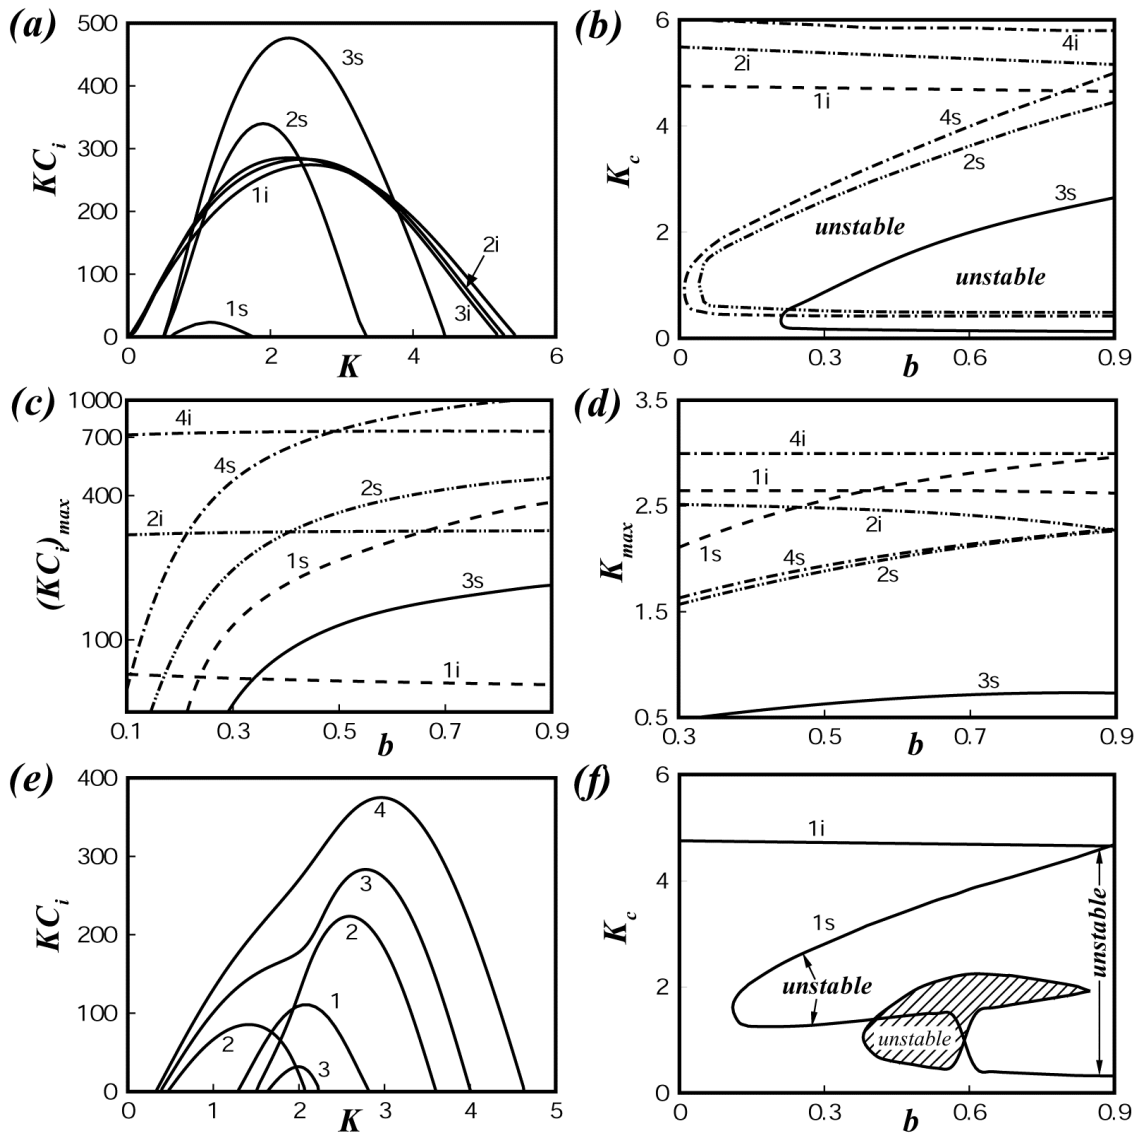 (a)
500
400
300
200
100
0
KC_i
3s
2s
1i
1s
2i
3i
0
2
4
6
K
(b)
6
4
2
0
K_c
4i
2i
1i
4s
2s
3s
unstable
unstable
0
0.3
0.6
0.9
b
(c)
1000
700
400
100
(KC_i)_max
4i
4s
2s
2i
1s
3s
1i
0.1
0.3
0.5
0.7
0.9
b
(d)
3.5
2.5
1.5
0.5
K_max
4i
1i
2i
1s
4s
2s
3s
0.3
0.5
0.7
0.9
b
(e)
400
300
200
100
0
KC_i
4
3
2
1
2
3
0
1
2
3
4
5
K
(f)
6
4
2
0
K_c
1i
1s
unstable
unstable
unstable
0
0.3
0.6
0.9
b